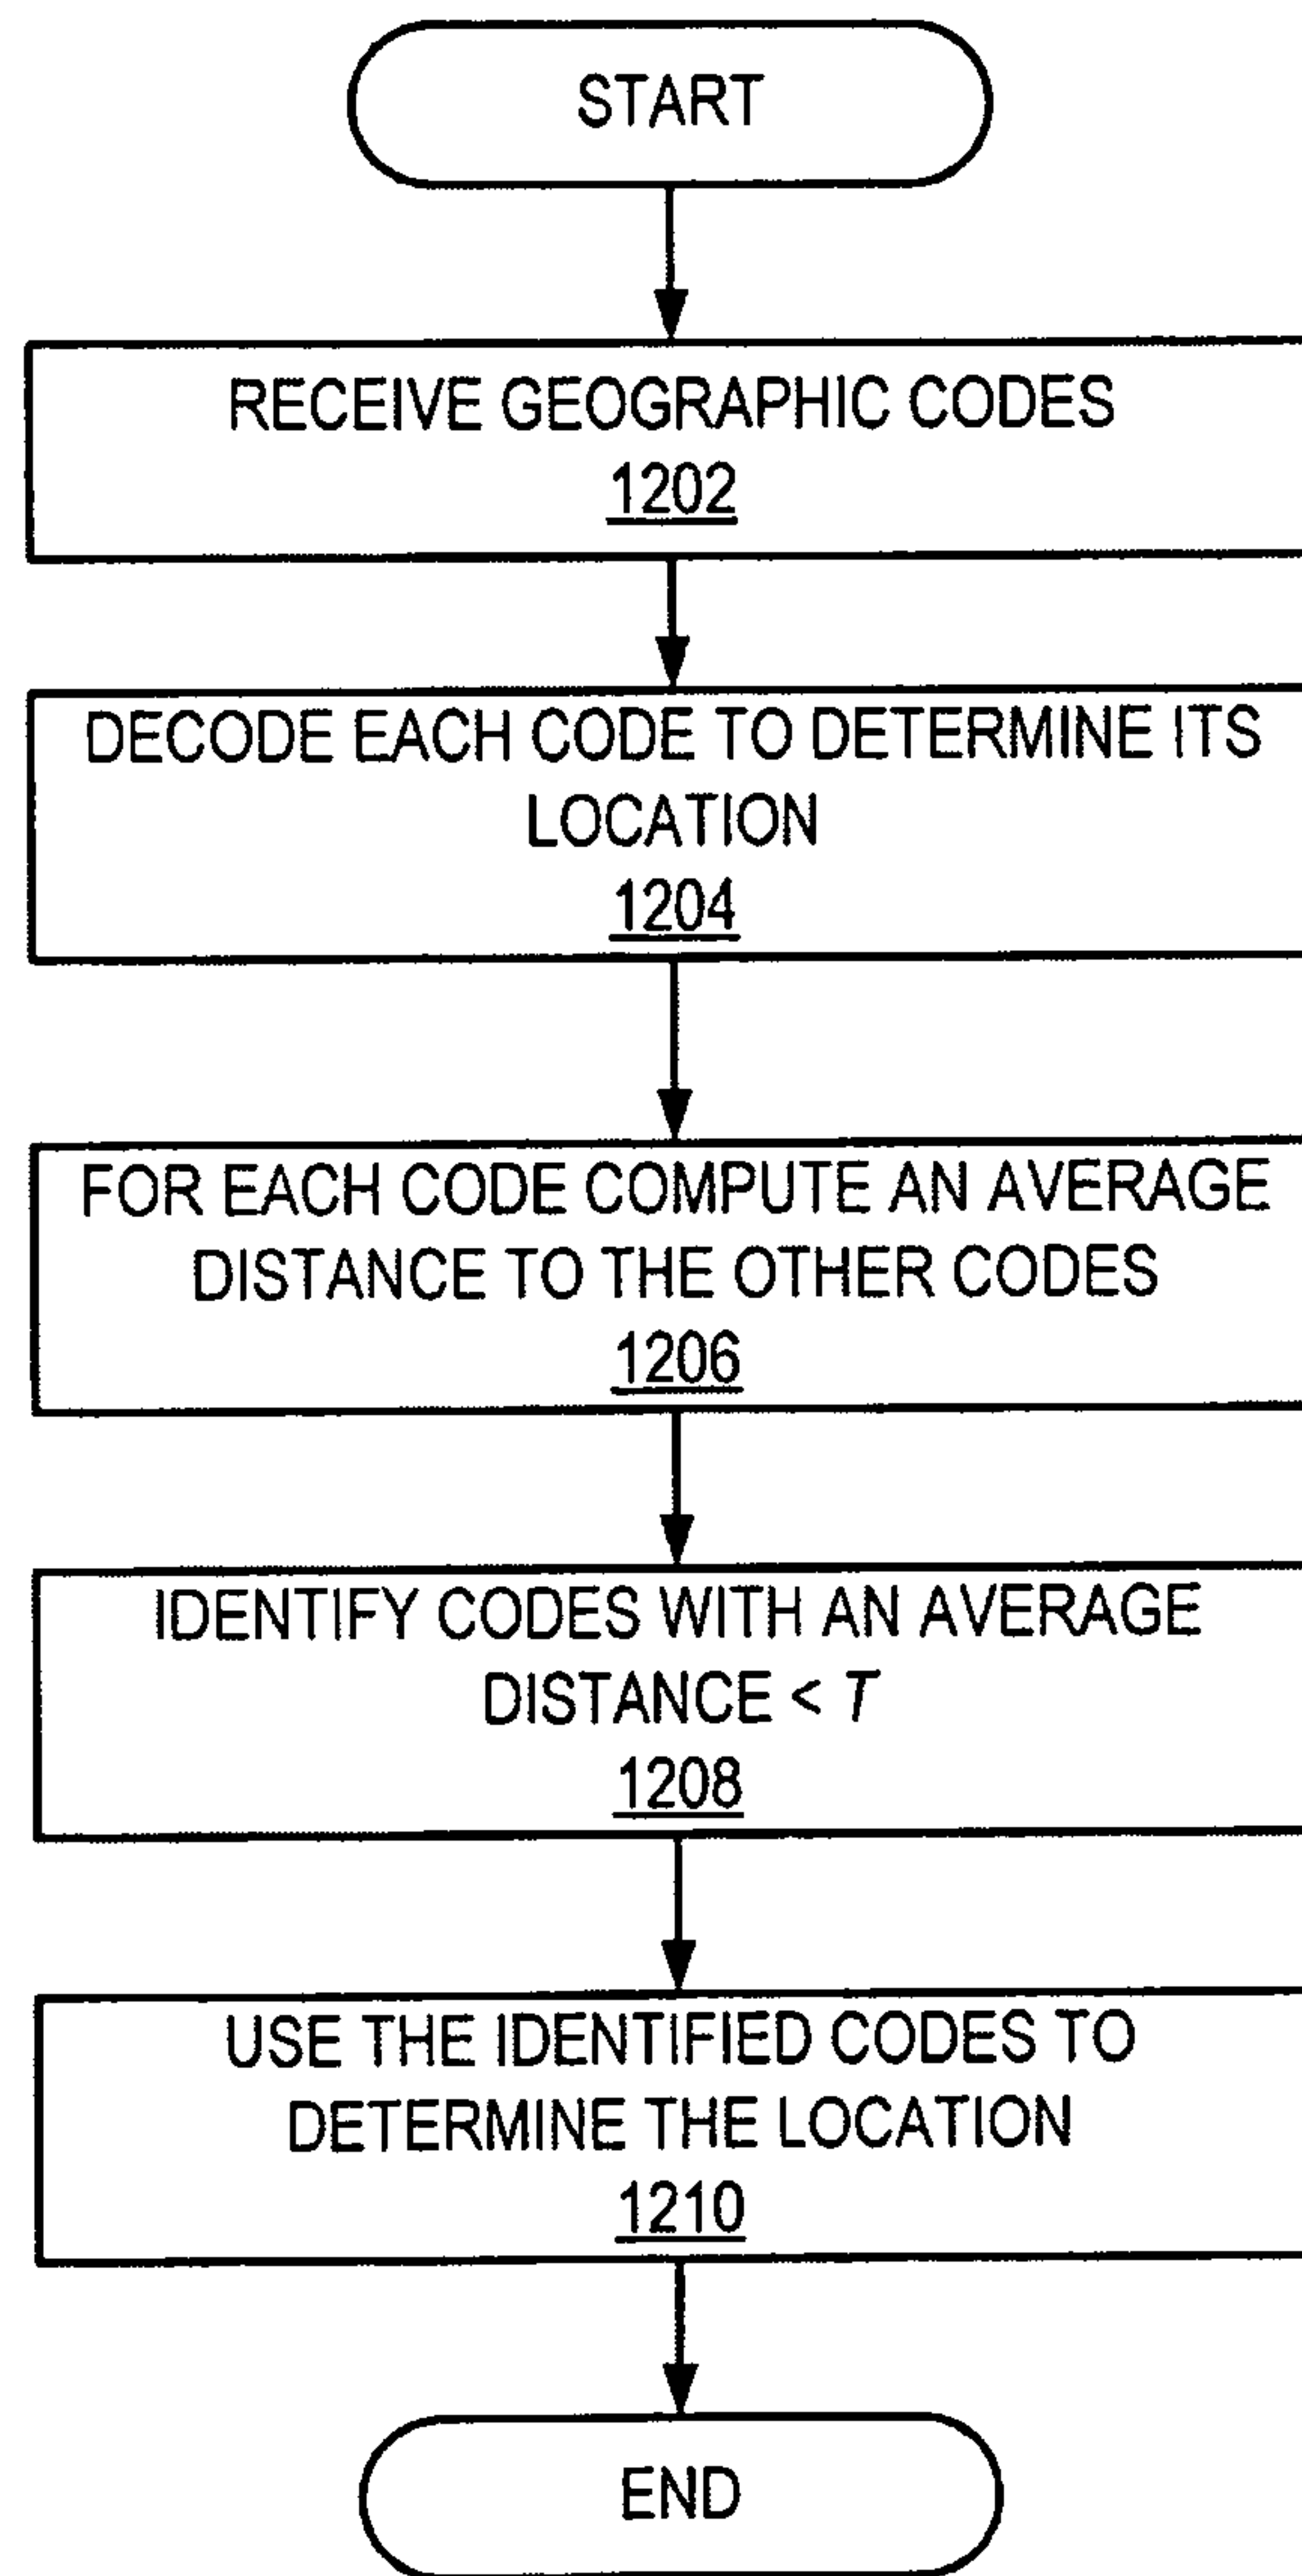 START
RECEIVE GEOGRAPHIC CODES
1202
DECODE EACH CODE TO DETERMINE ITS
LOCATION
1204
FOR EACH CODE COMPUTE AN AVERAGE
DISTANCE TO THE OTHER CODES
1206
IDENTIFY CODES WITH AN AVERAGE
DISTANCE < T
1208
USE THE IDENTIFIED CODES TO
DETERMINE THE LOCATION
1210
END